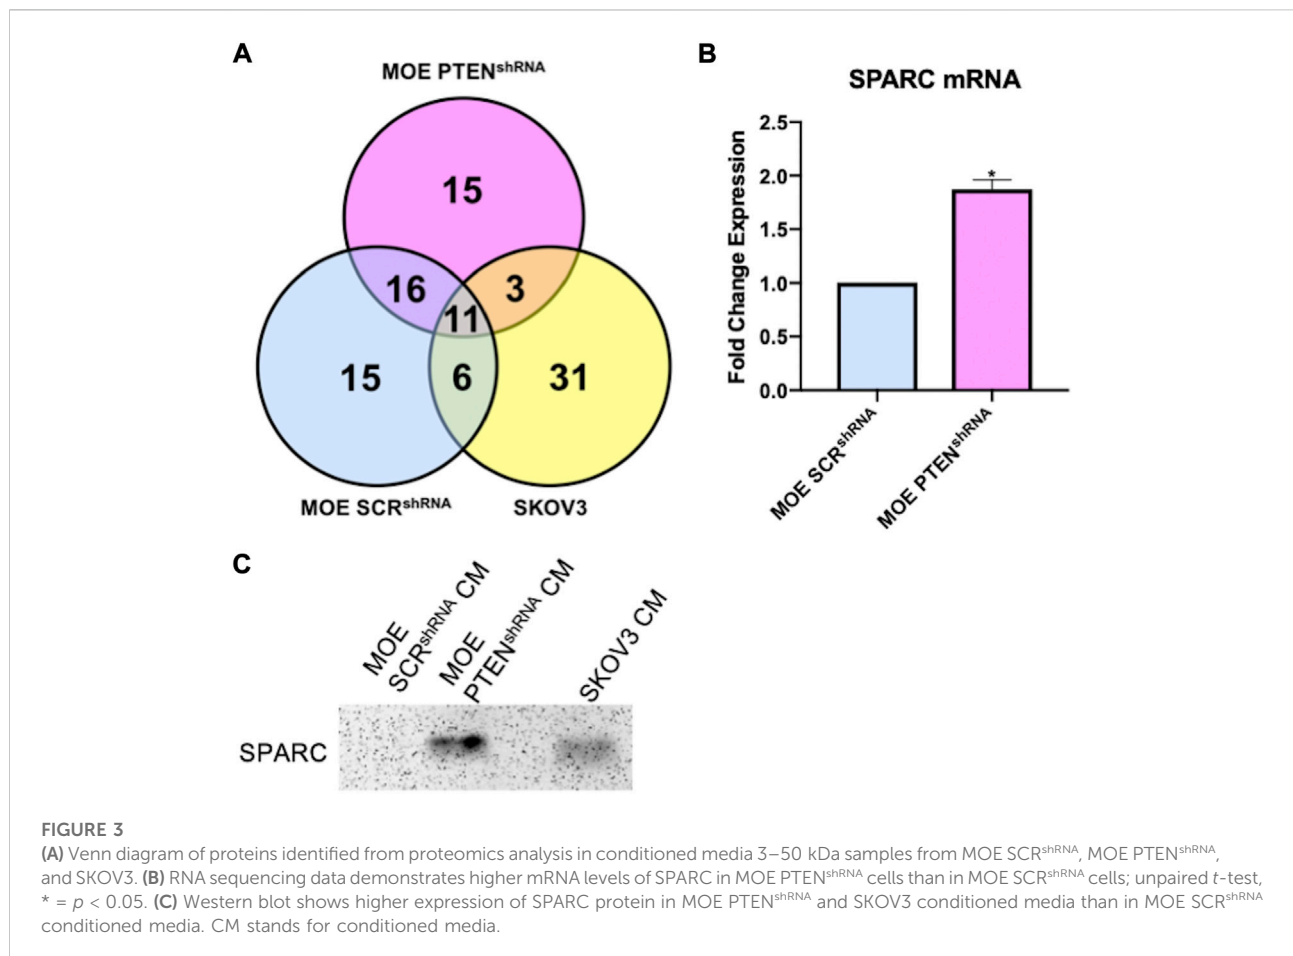 A
MOE PTENshRNA
15
16
3
11
15
6
31
MOE SCRshRNA
SKOV3
B
SPARC mRNA
Fold Change Expression
2.5
2.0
1.5
1.0
0.5
0.0
*
MOE SCRshRNA
MOE PTENshRNA
C
MOE
SCRshRNA CM
MOE
PTENshRNA CM
SKOV3 CM
SPARC
FIGURE 3
(A) Venn diagram of proteins identified from proteomics analysis in conditioned media 3–50 kDa samples from MOE SCRshRNA, MOE PTENshRNA,
and SKOV3. (B) RNA sequencing data demonstrates higher mRNA levels of SPARC in MOE PTENshRNA cells than in MOE SCRshRNA cells; unpaired t-test,
* = p < 0.05. (C) Western blot shows higher expression of SPARC protein in MOE PTENshRNA and SKOV3 conditioned media than in MOE SCRshRNA
conditioned media. CM stands for conditioned media.